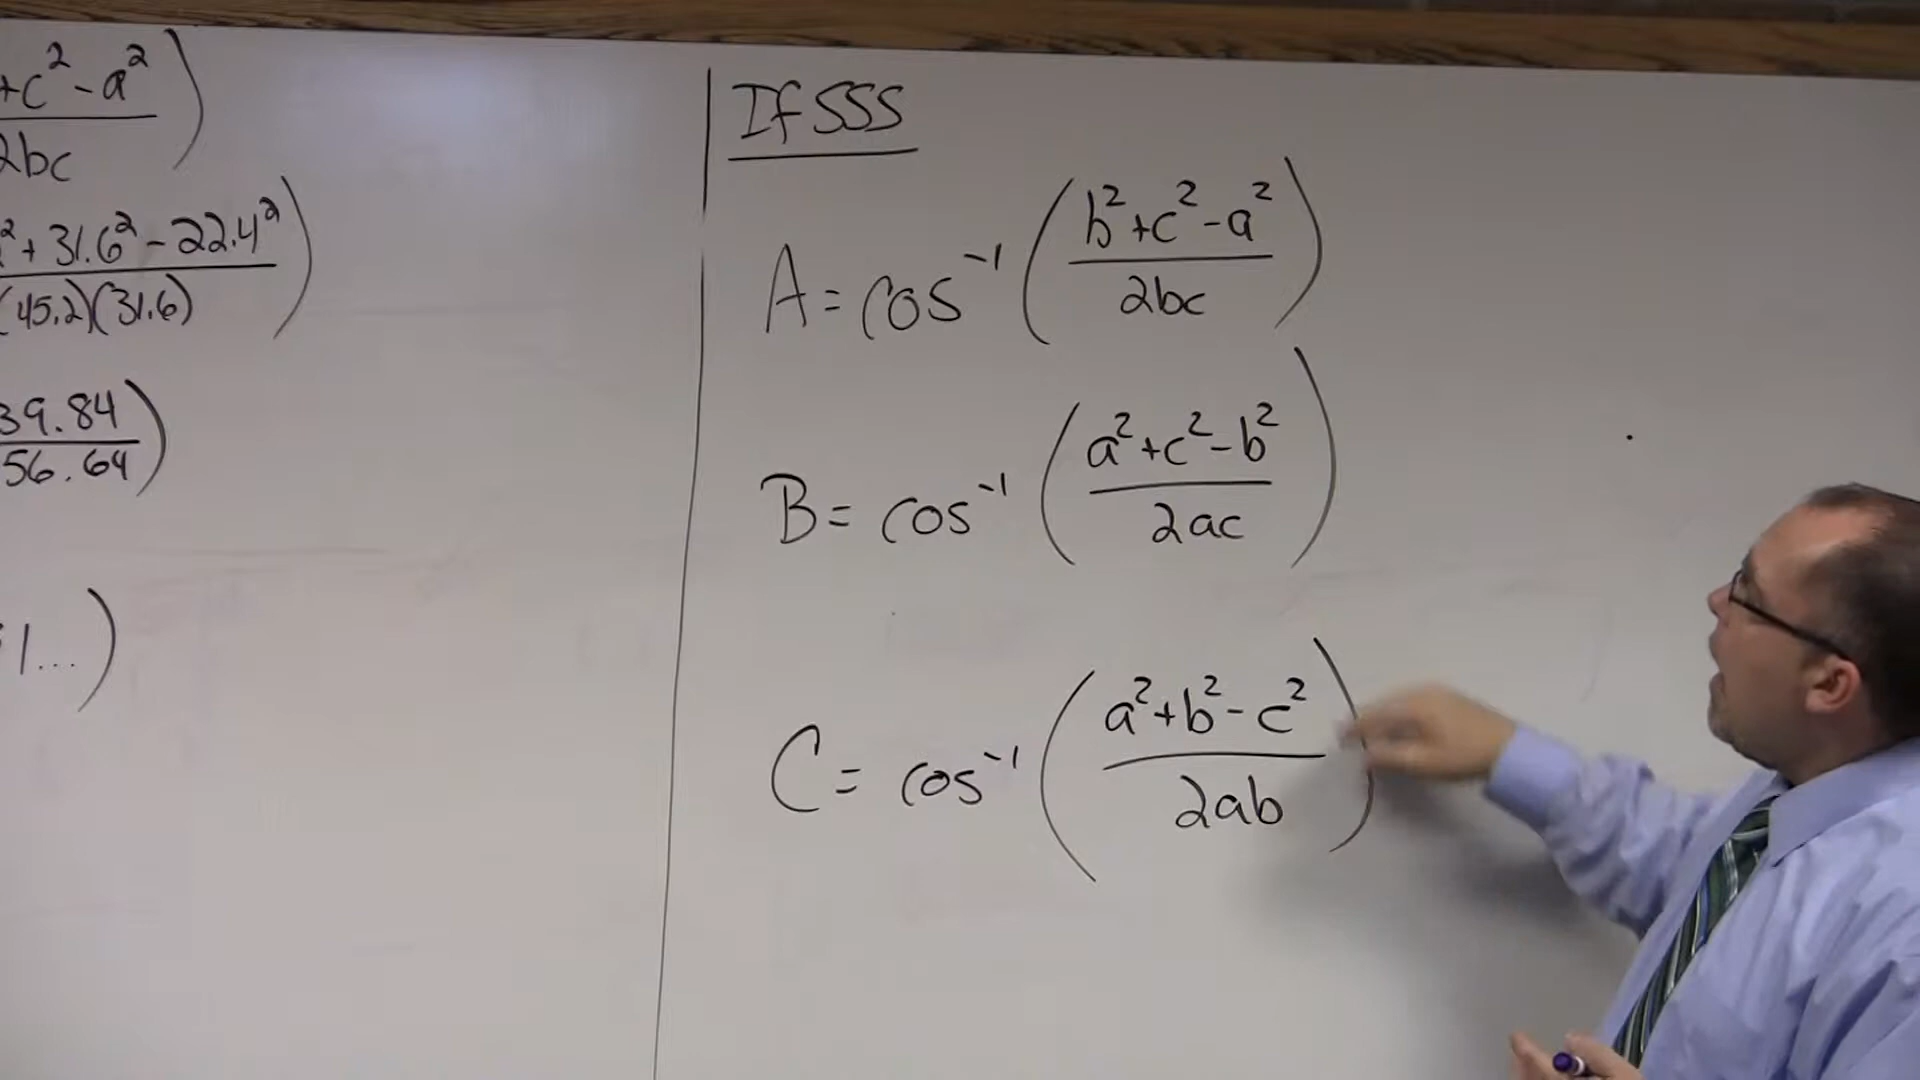 +c² - a²
2bc
² + 31.6² - 22.4²
(45.2)(31.6)
39.84
56.64
1...)
If SSS
A = cos⁻¹ (b² + c² - a² / 2bc)
B = cos⁻¹ (a² + c² - b² / 2ac)
C = cos⁻¹ (a² + b² - c² / 2ab)